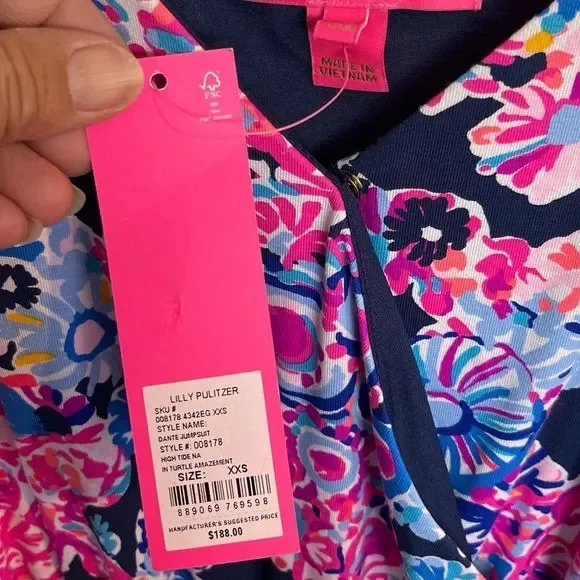 MADE IN
VIETNAM
FSC
LILLY PULITZER
SKU #
008178 4342EG XXS
STYLE NAME:
DANTE JUMPSUIT
STYLE #: 008178
HIGH TIDE NA
IN TURTLE AMAZEMENT
SIZE: XXS
889069 769598
MANUFACTURER'S SUGGESTED PRICE
$188.00